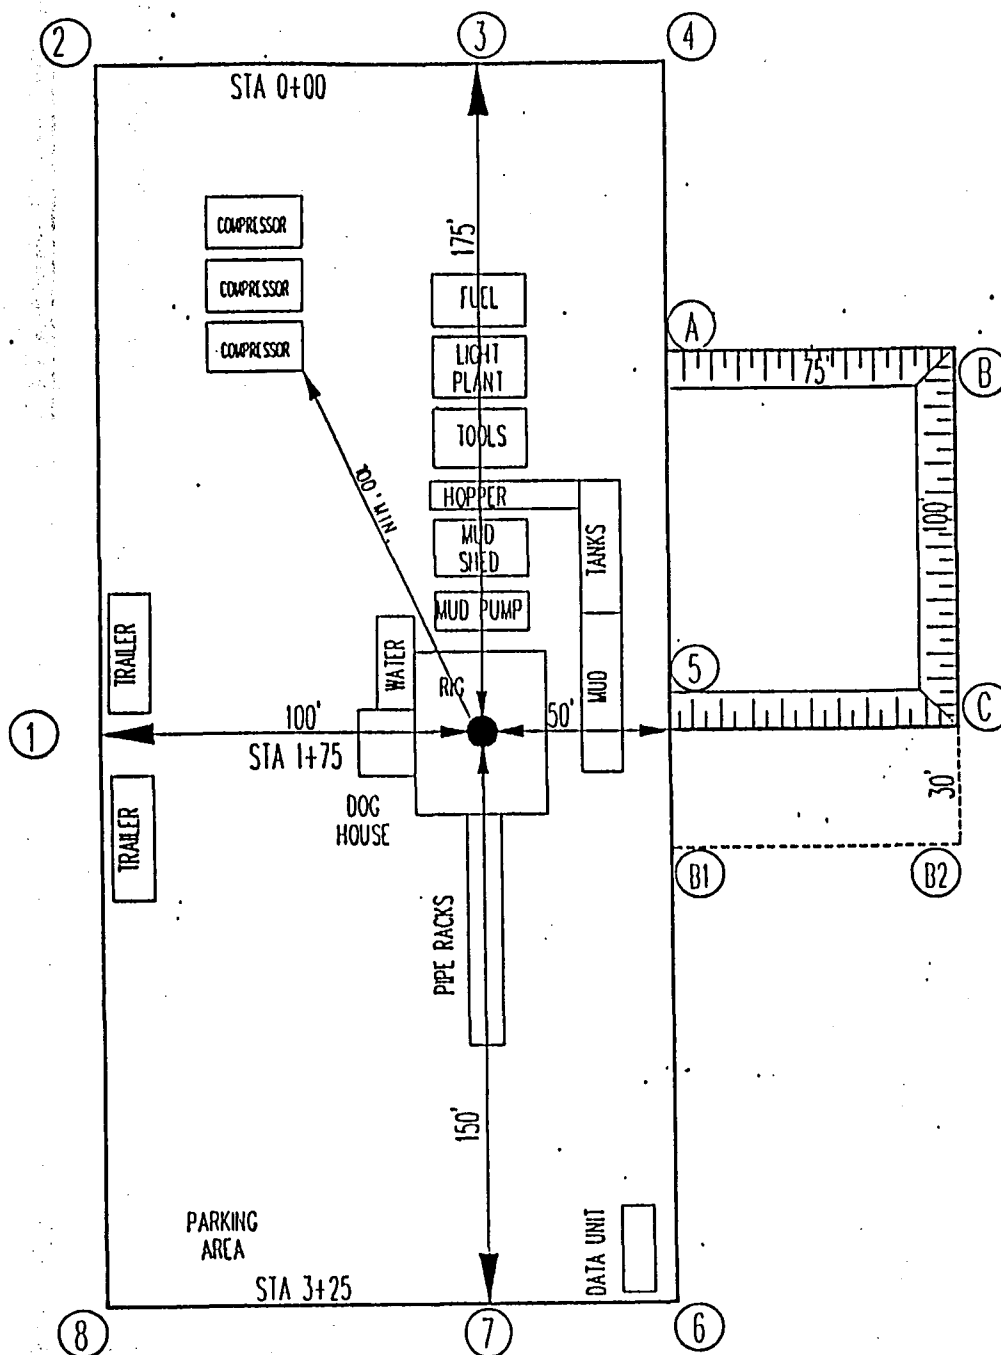 2
3
4
STA 0+00
175'
COMPRESSOR
COMPRESSOR
COMPRESSOR
FUEL
LIGHT
PLANT
TOOLS
A
75'
B
100' MIN.
HOPPER
MUD
SHED
TANKS
100'
MUD PUMP
TRAILER
WATER
RIG
MUD
5
C
1
100'
50'
STA 1+75
30'
TRAILER
DOG
HOUSE
B1
B2
PIPE RACKS
150'
PARKING
AREA
DATA UNIT
STA 3+25
8
7
6